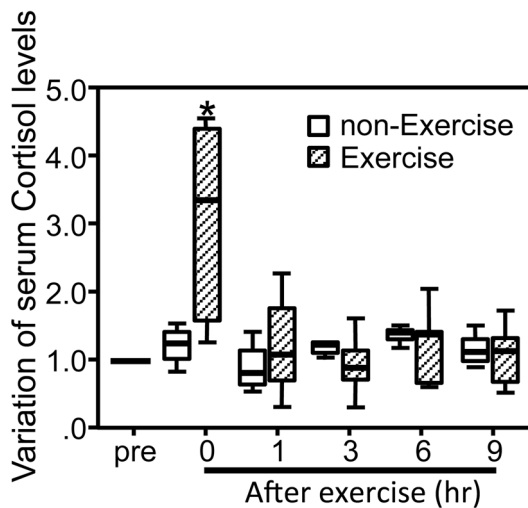 Variation of serum Cortisol levels
5.0
4.0
3.0
2.0
1.0
.0
*
non-Exercise
Exercise
pre 0 1 3 6 9
After exercise (hr)